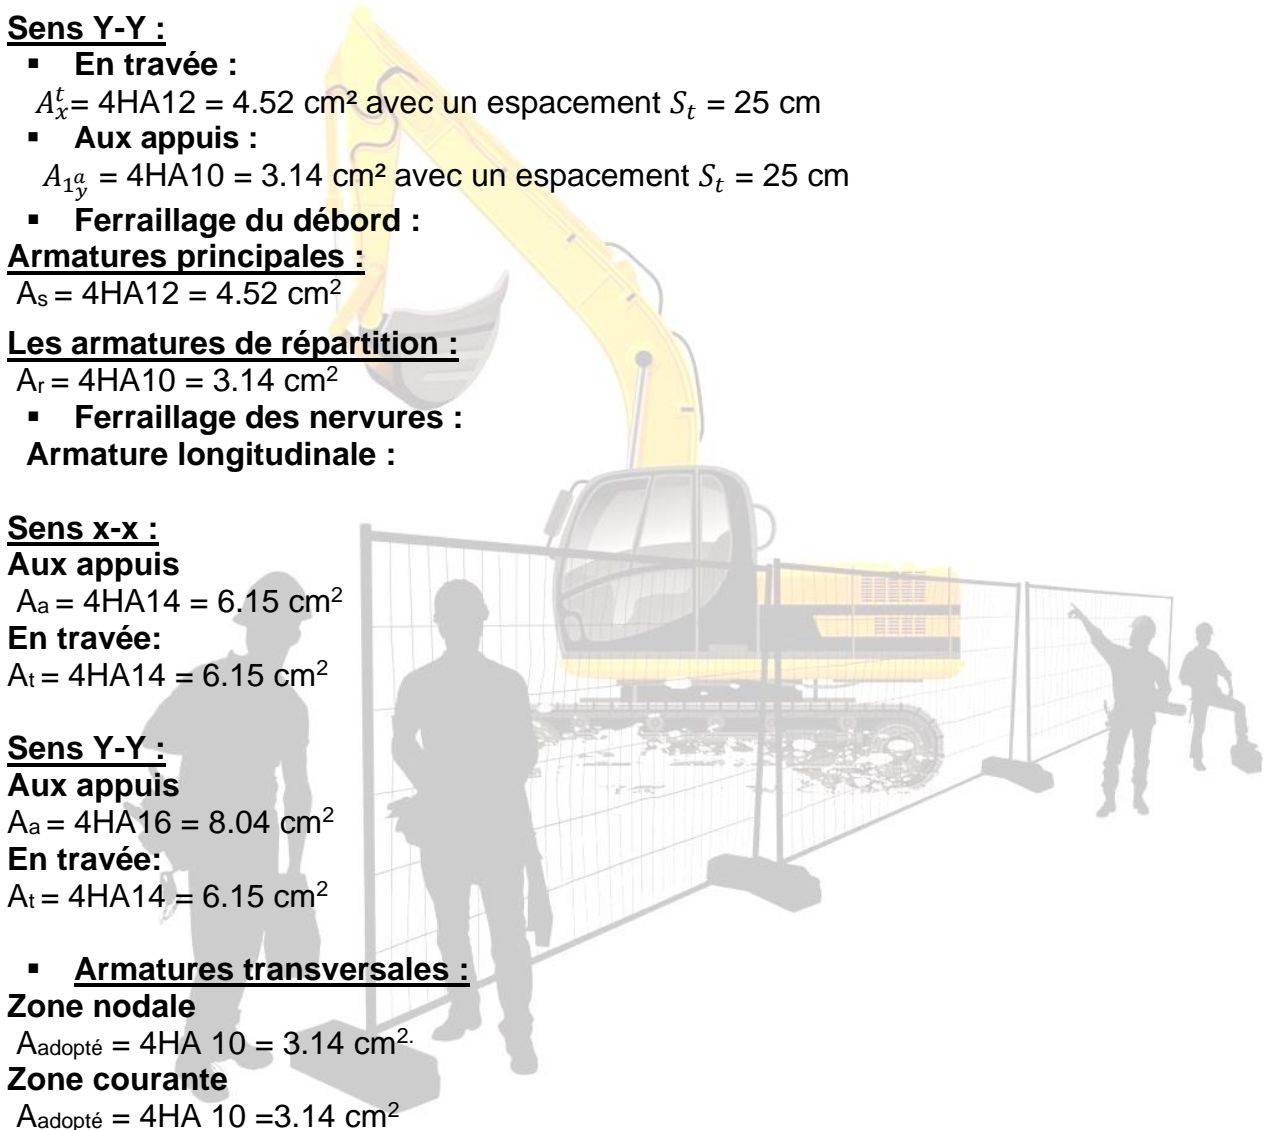 Sens Y-Y :
▪ En travée :
𝐴ₓᵗ= 4HA12 = 4.52 cm² avec un espacement 𝑆ₜ = 25 cm
▪ Aux appuis :
𝐴₁ᵃ_y = 4HA10 = 3.14 cm² avec un espacement 𝑆ₜ = 25 cm
▪ Ferraillage du débord :
Armatures principales :
Aₛ = 4HA12 = 4.52 cm²
Les armatures de répartition :
Aᵣ = 4HA10 = 3.14 cm²
▪ Ferraillage des nervures :
Armature longitudinale :
Sens x-x :
Aux appuis
Aₐ = 4HA14 = 6.15 cm²
En travée:
Aₜ = 4HA14 = 6.15 cm²
Sens Y-Y :
Aux appuis
Aₐ = 4HA16 = 8.04 cm²
En travée:
Aₜ = 4HA14 = 6.15 cm²
▪ Armatures transversales :
Zone nodale
Aadopté = 4HA 10 = 3.14 cm².
Zone courante
Aadopté = 4HA 10 =3.14 cm²